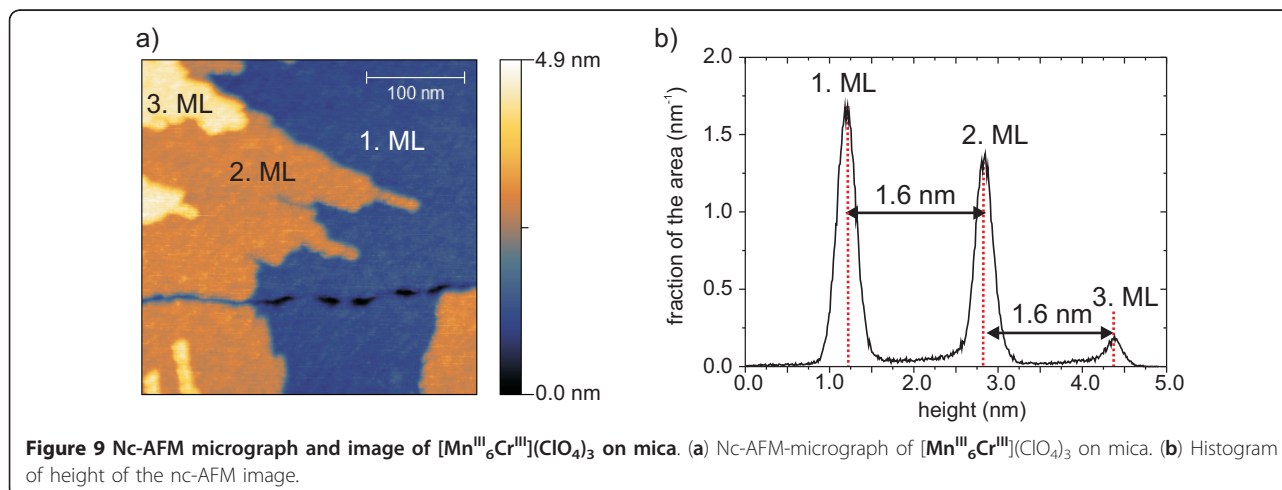 a)
4.9 nm
100 nm
3. ML
1. ML
2. ML
0.0 nm
b)
2.0
1.5
1.0
0.5
0.0
fraction of the area (nm⁻¹)
1. ML
2. ML
1.6 nm
3. ML
1.6 nm
0.0 1.0 2.0 3.0 4.0 5.0
height (nm)
Figure 9 Nc-AFM micrograph and image of [Mnᴵᴵᴵ₆Crᴵᴵᴵ](ClO₄)₃ on mica. (a) Nc-AFM-micrograph of [Mnᴵᴵᴵ₆Crᴵᴵᴵ](ClO₄)₃ on mica. (b) Histogram
of height of the nc-AFM image.